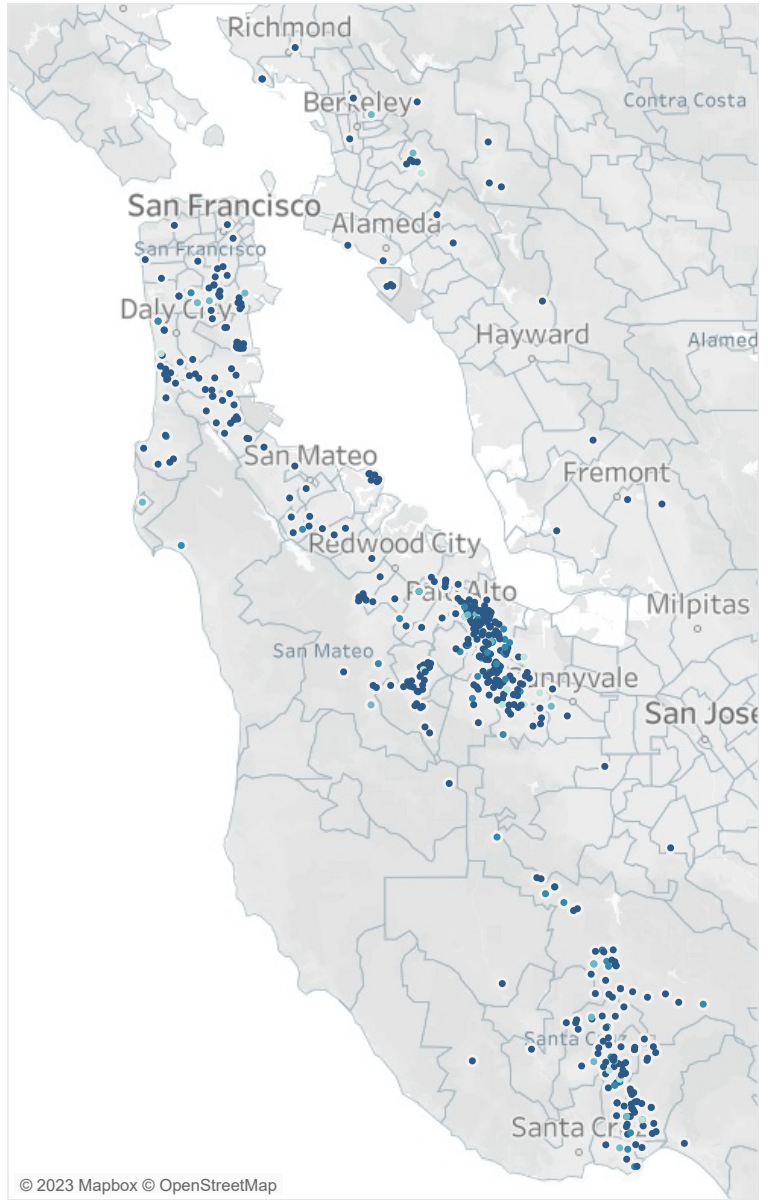 Richmond
Contra Costa
Berkeley
San Francisco
Alameda
San Francisco
Daly City
Hayward
Alamed
San Mateo
Fremont
Redwood City
Palo Alto
Milpitas
San Mateo
Sunnyvale
San Jose
Santa Cruz
Santa Cruz
© 2023 Mapbox © OpenStreetMap